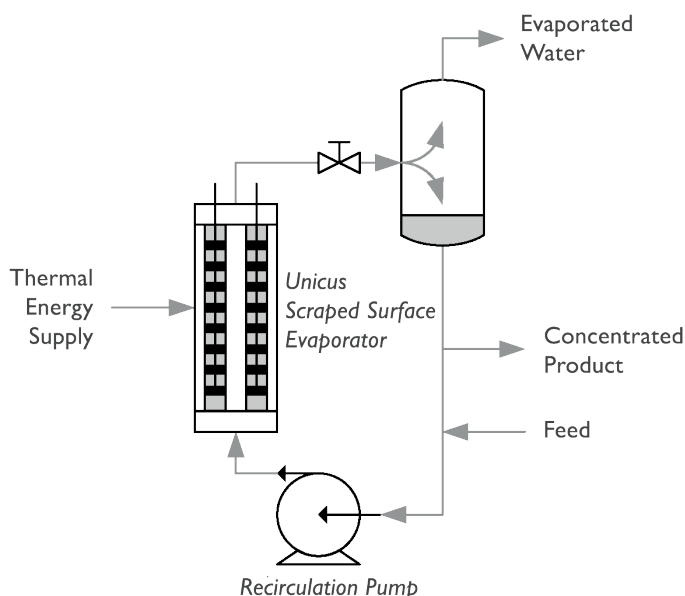 Evaporated
Water
Thermal
Energy
Supply
Unicus
Scraped Surface
Evaporator
Concentrated
Product
Feed
Recirculation Pump